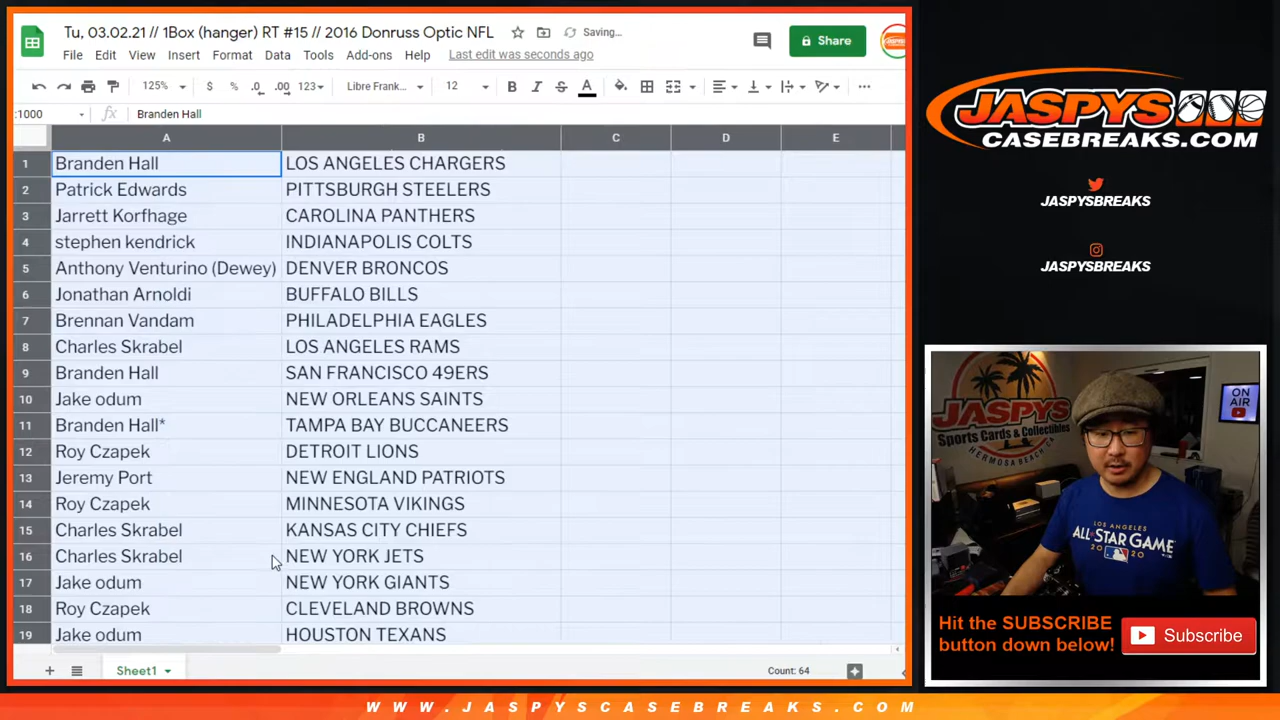 Tu, 03.02.21 // 1Box (hanger) RT #15 // 2016 Donruss Optic NFL
Saving...
File Edit View Insert Format Data Tools Add-ons Help Last edit was seconds ago
Share
125% $ % .0 .00 123 Libre Frank... 12 B I S A
:1000 fx Branden Hall
A B C D E
1 Branden Hall LOS ANGELES CHARGERS
2 Patrick Edwards PITTSBURGH STEELERS
3 Jarrett Korfhage CAROLINA PANTHERS
4 stephen kendrick INDIANAPOLIS COLTS
5 Anthony Venturino (Dewey) DENVER BRONCOS
6 Jonathan Arnoldi BUFFALO BILLS
7 Brennan Vandam PHILADELPHIA EAGLES
8 Charles Skrabel LOS ANGELES RAMS
9 Branden Hall SAN FRANCISCO 49ERS
10 Jake odum NEW ORLEANS SAINTS
11 Branden Hall* TAMPA BAY BUCCANEERS
12 Roy Czapek DETROIT LIONS
13 Jeremy Port NEW ENGLAND PATRIOTS
14 Roy Czapek MINNESOTA VIKINGS
15 Charles Skrabel KANSAS CITY CHIEFS
16 Charles Skrabel NEW YORK JETS
17 Jake odum NEW YORK GIANTS
18 Roy Czapek CLEVELAND BROWNS
19 Jake odum HOUSTON TEXANS
Sheet1
Count: 64
JASPYS
CASEBREAKS.COM
JASPYSBREAKS
JASPYSBREAKS
JASPYS
Sports Cards & Collectibles
HERMOSA BEACH
ON
AIR
LOS ANGELES
ALL-STAR GAME
2020
Hit the SUBSCRIBE
button down below!
Subscribe
WWW.JASPYSCASEBREAKS.COM